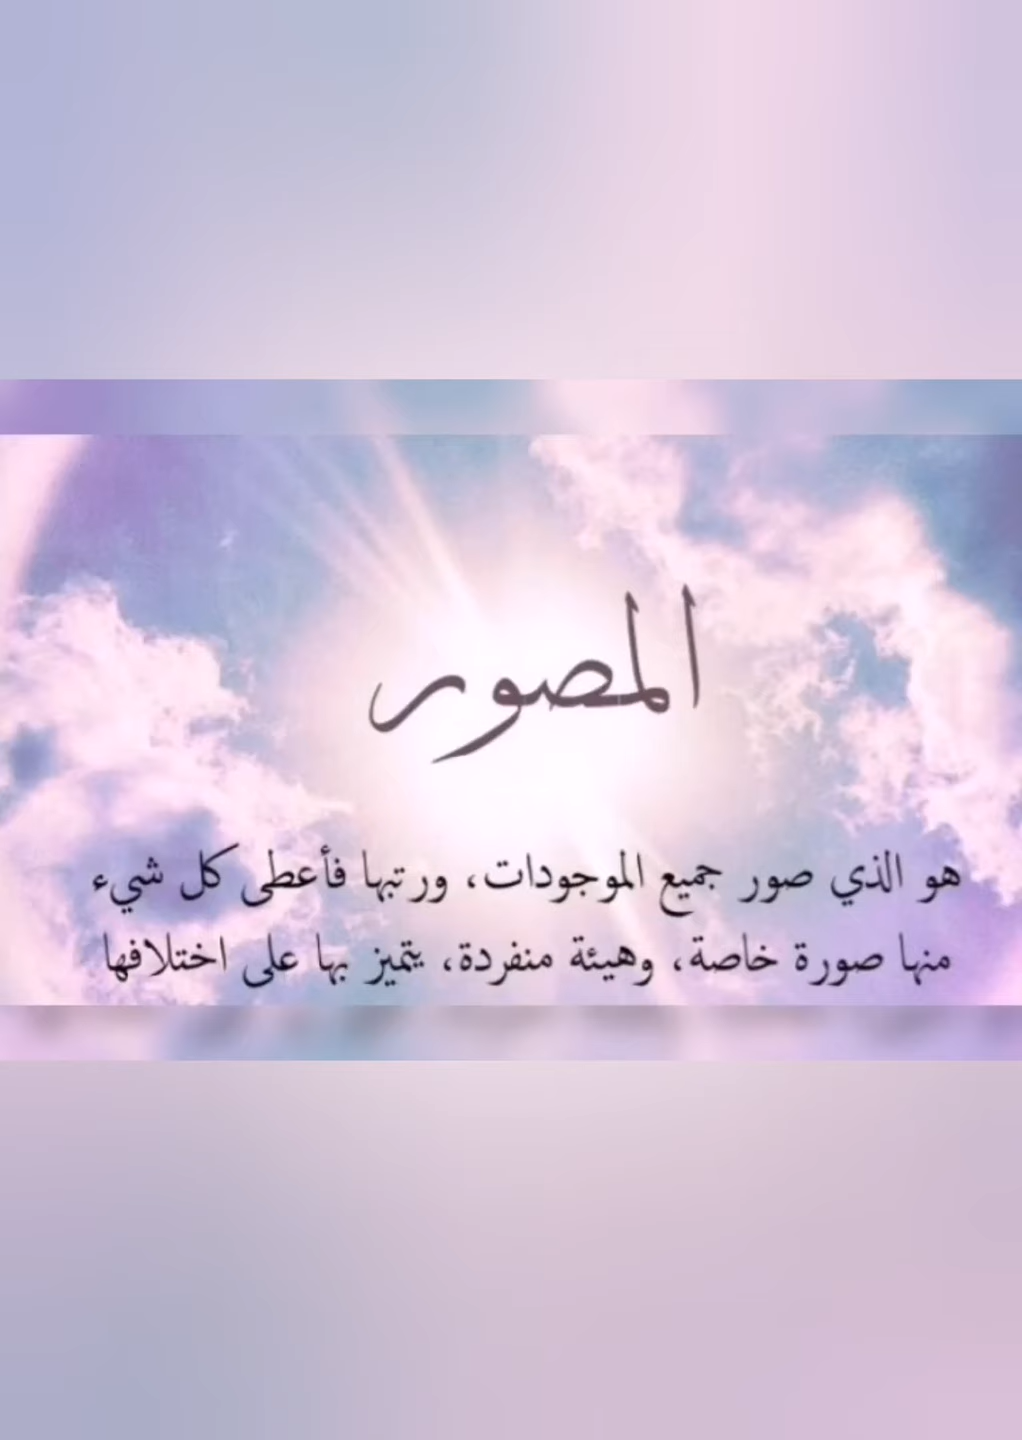 المصور
هو الذي صور جميع الموجودات، ورتبها فأعطى كل شيء
منها صورة خاصة، وهيئة منفردة، يتميز بها على اختلافها